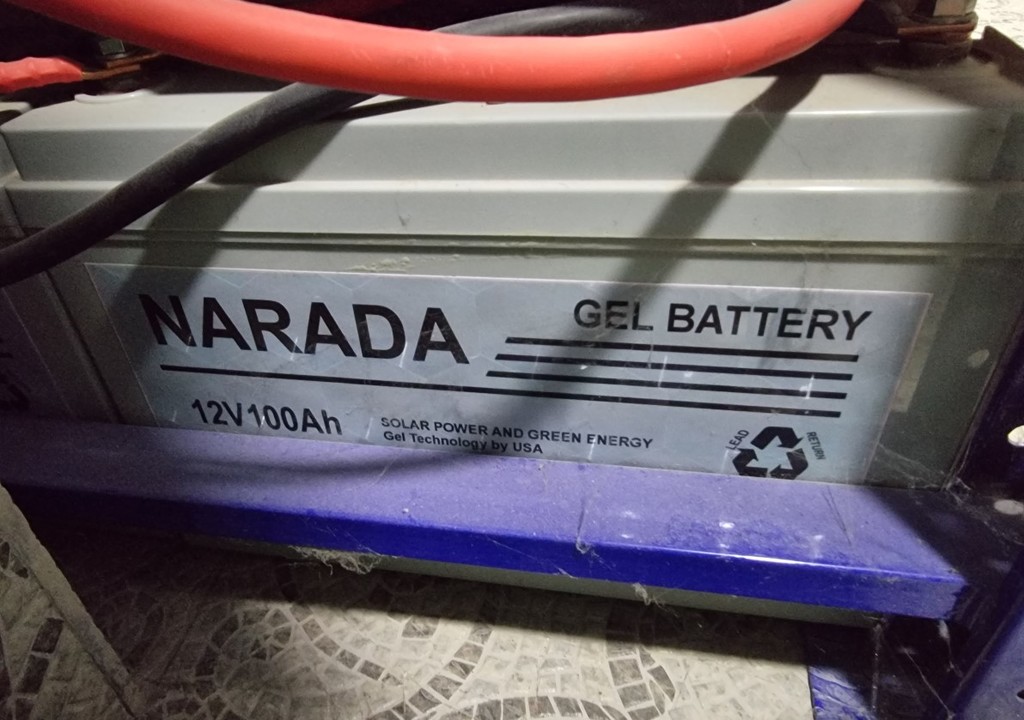 NARADA
GEL BATTERY
12V100Ah
SOLAR POWER AND GREEN ENERGY
Gel Technology by USA
LEAD
RETURN